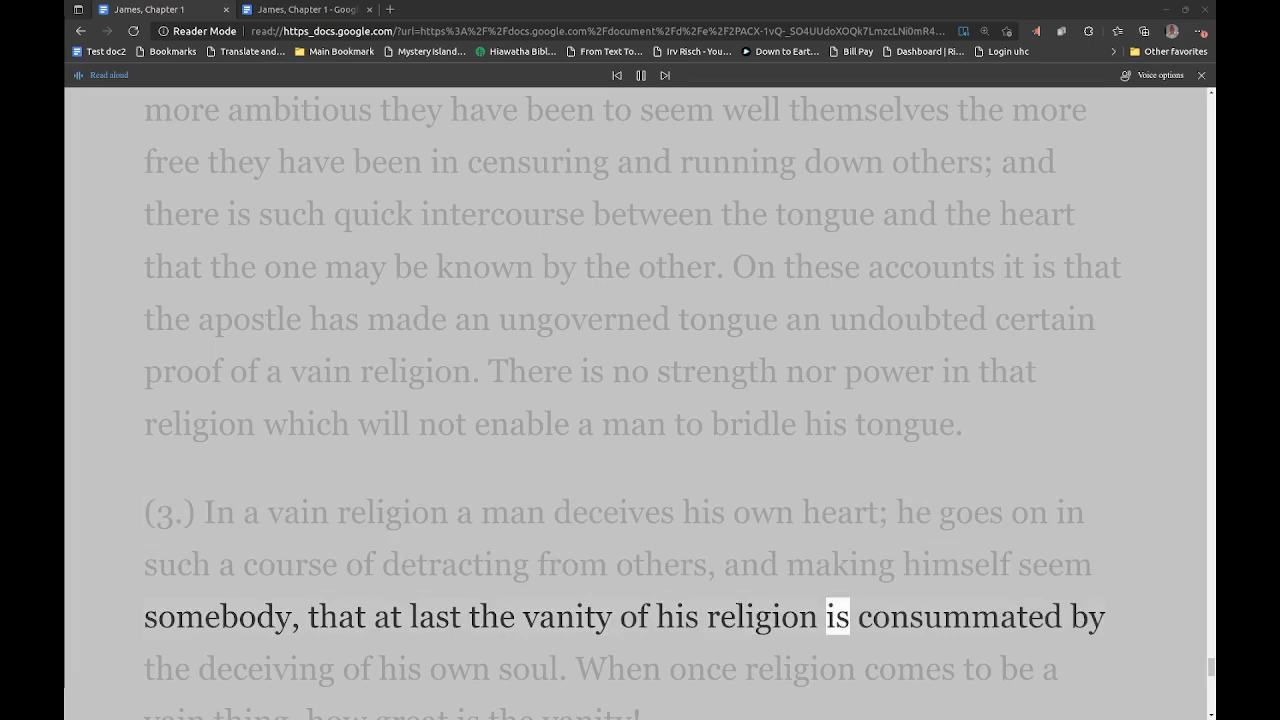 James, Chapter 1
James, Chapter 1 - Googl
Reader Mode
read://https_docs.google.com/?url=https%3A%2F%2Fdocs.google.com%2Fdocument%2Fd%2Fe%2F2PACX-1vQ-_SO4UUdoXOQk7LmzcLNi0mR4...
Test doc2
Bookmarks
Translate and...
Main Bookmark
Mystery Island...
Hiawatha Bibl...
From Text To...
Irv Risch - You...
Down to Eart...
Bill Pay
Dashboard | Ri...
Login uhc
Other favorites
Read aloud
Voice options
more ambitious they have been to seem well themselves the more
free they have been in censuring and running down others; and
there is such quick intercourse between the tongue and the heart
that the one may be known by the other. On these accounts it is that
the apostle has made an ungoverned tongue an undoubted certain
proof of a vain religion. There is no strength nor power in that
religion which will not enable a man to bridle his tongue.
(3.) In a vain religion a man deceives his own heart; he goes on in
such a course of detracting from others, and making himself seem
somebody, that at last the vanity of his religion is consummated by
the deceiving of his own soul. When once religion comes to be a
vain thing, how great is the vanity!